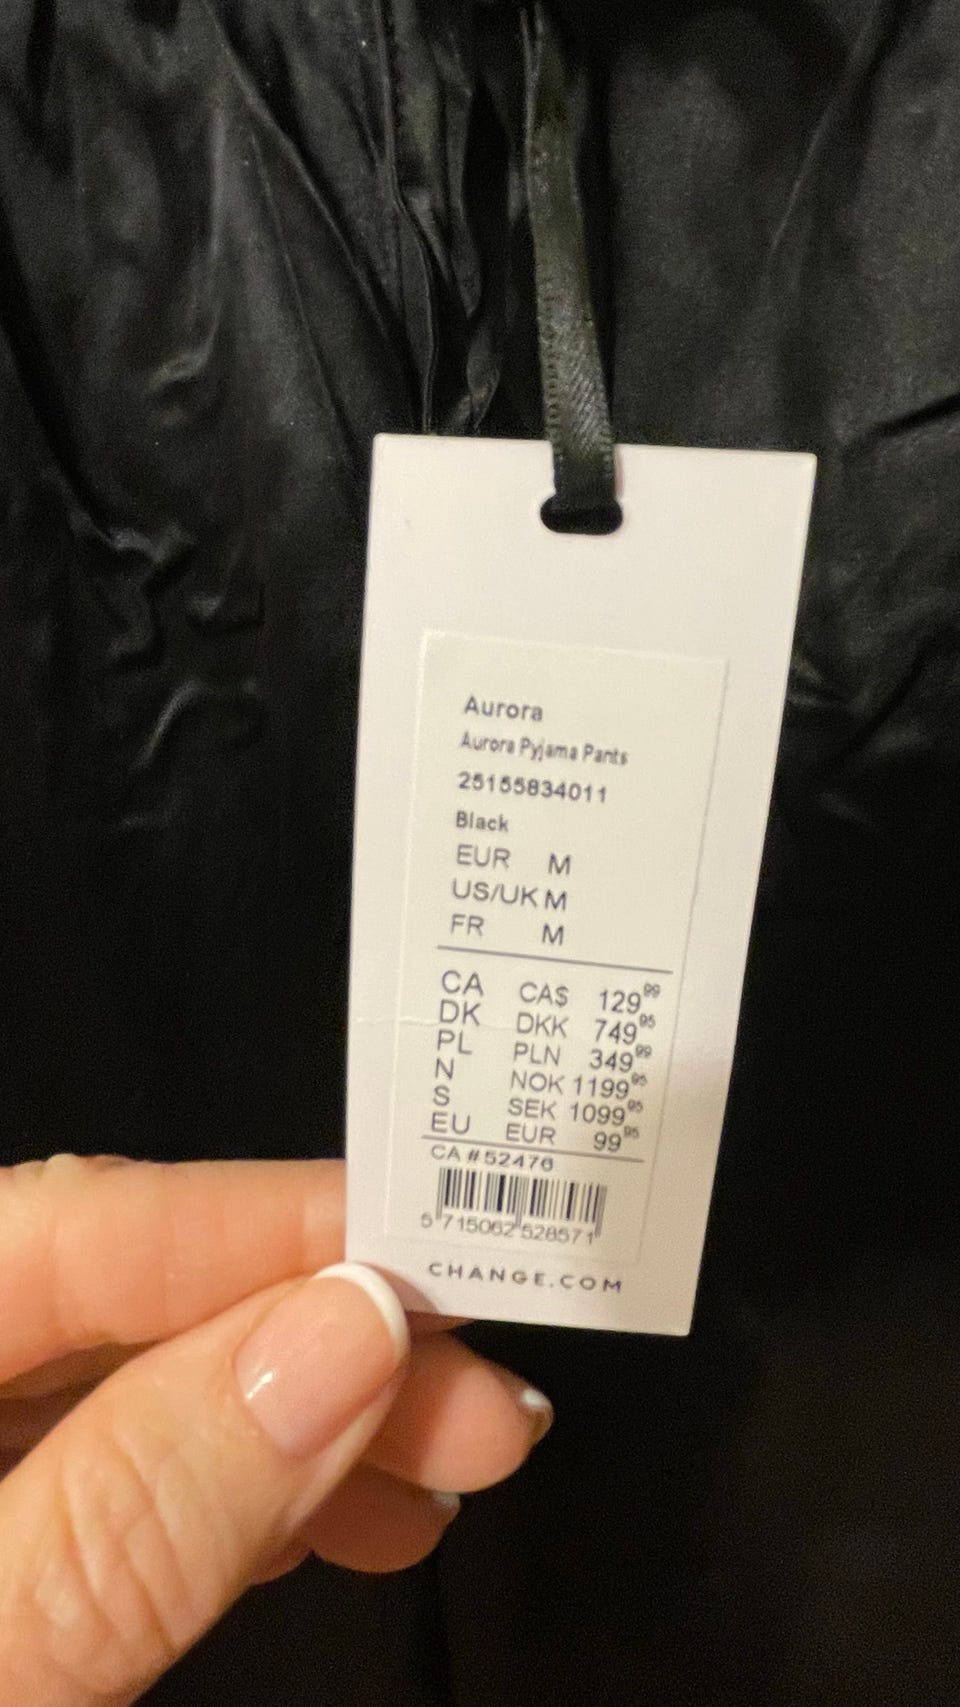 Aurora
Aurora Pyjama Pants
25155834011
Black
EUR M
US/UK M
FR M
CA CA$ 129.99
DK DKK 749.95
PL PLN 349.99
N NOK 1199.95
S SEK 1099.95
EU EUR 99.95
CA # 52476
5 715062 528571
CHANGE.COM